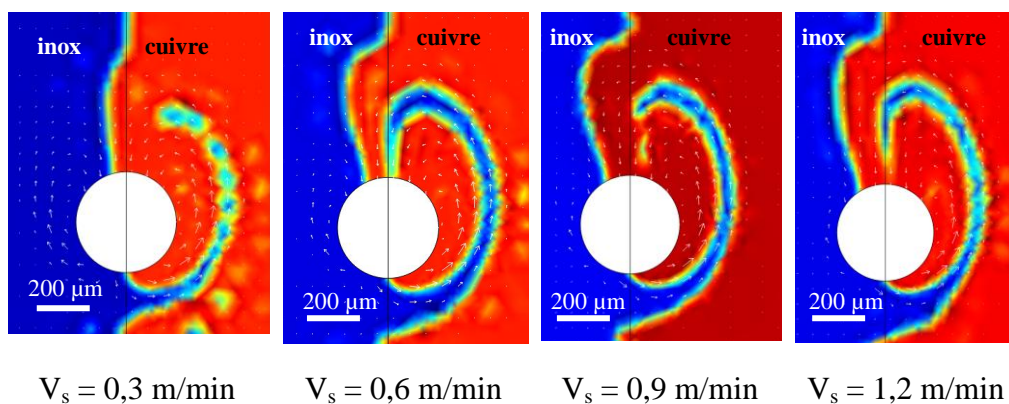 inox cuivre inox cuivre inox cuivre inox cuivre
200 µm 200 µm 200 µm 200 µm
Vs = 0,3 m/min Vs = 0,6 m/min Vs = 0,9 m/min Vs = 1,2 m/min